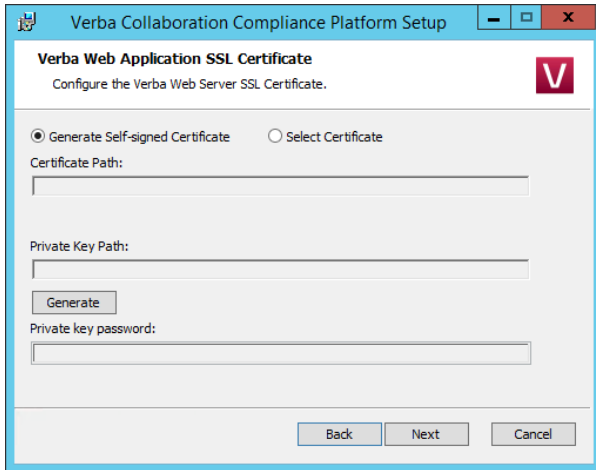 Verba Collaboration Compliance Platform Setup
Verba Web Application SSL Certificate
Configure the Verba Web Server SSL Certificate.
V
Generate Self-signed Certificate Select Certificate
Certificate Path:
Private Key Path:
Generate
Private key password:
Back Next Cancel